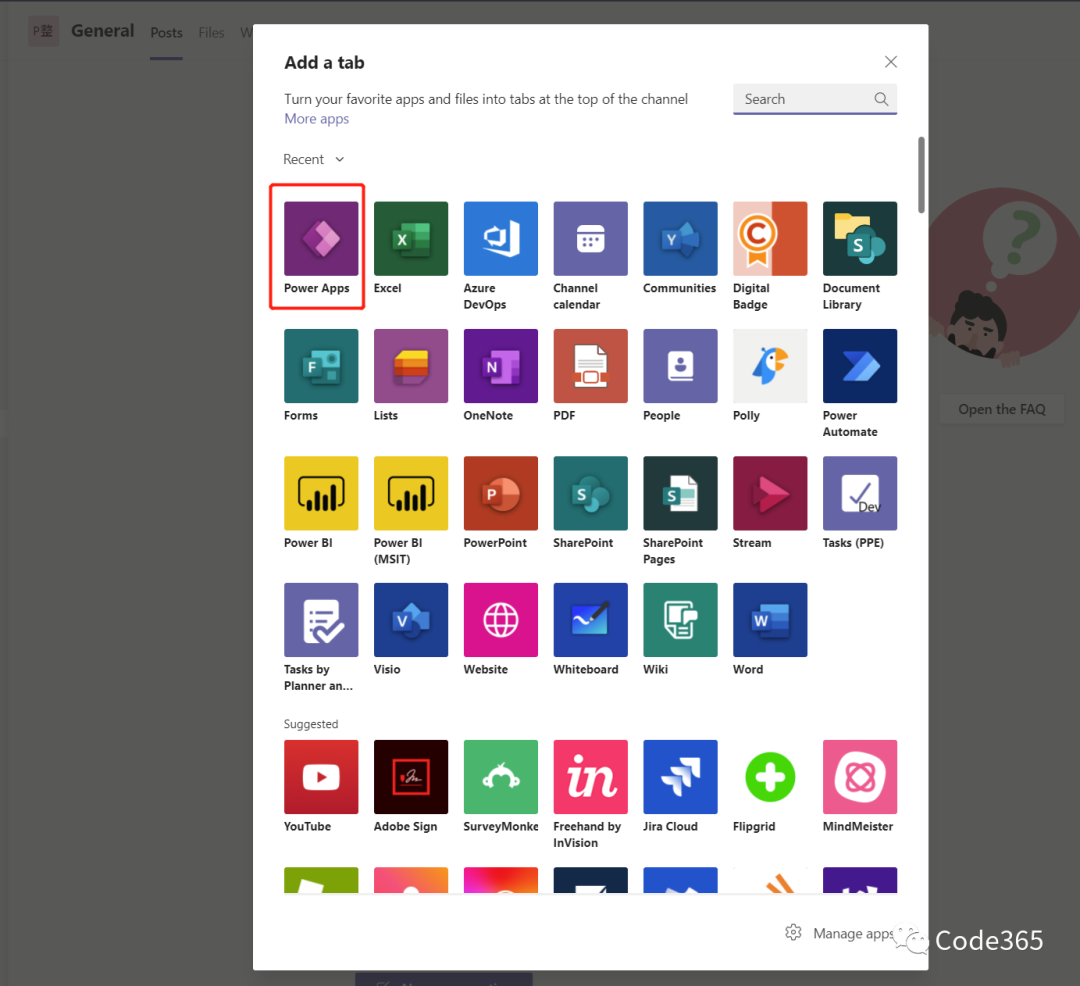 P整 General Posts Files W
Add a tab
Turn your favorite apps and files into tabs at the top of the channel
More apps
Search
Recent
Power Apps
Excel
Azure
DevOps
Channel
calendar
Communities
Digital
Badge
Document
Library
Forms
Lists
OneNote
PDF
People
Polly
Power
Automate
Power BI
Power BI
(MSIT)
PowerPoint
SharePoint
SharePoint
Pages
Stream
Dev
Tasks (PPE)
Tasks by
Planner an...
Visio
Website
Whiteboard
Wiki
Word
Suggested
YouTube
Adobe Sign
SurveyMonke
Freehand by
InVision
Jira Cloud
Flipgrid
MindMeister
Open the FAQ
Manage apps
Code365